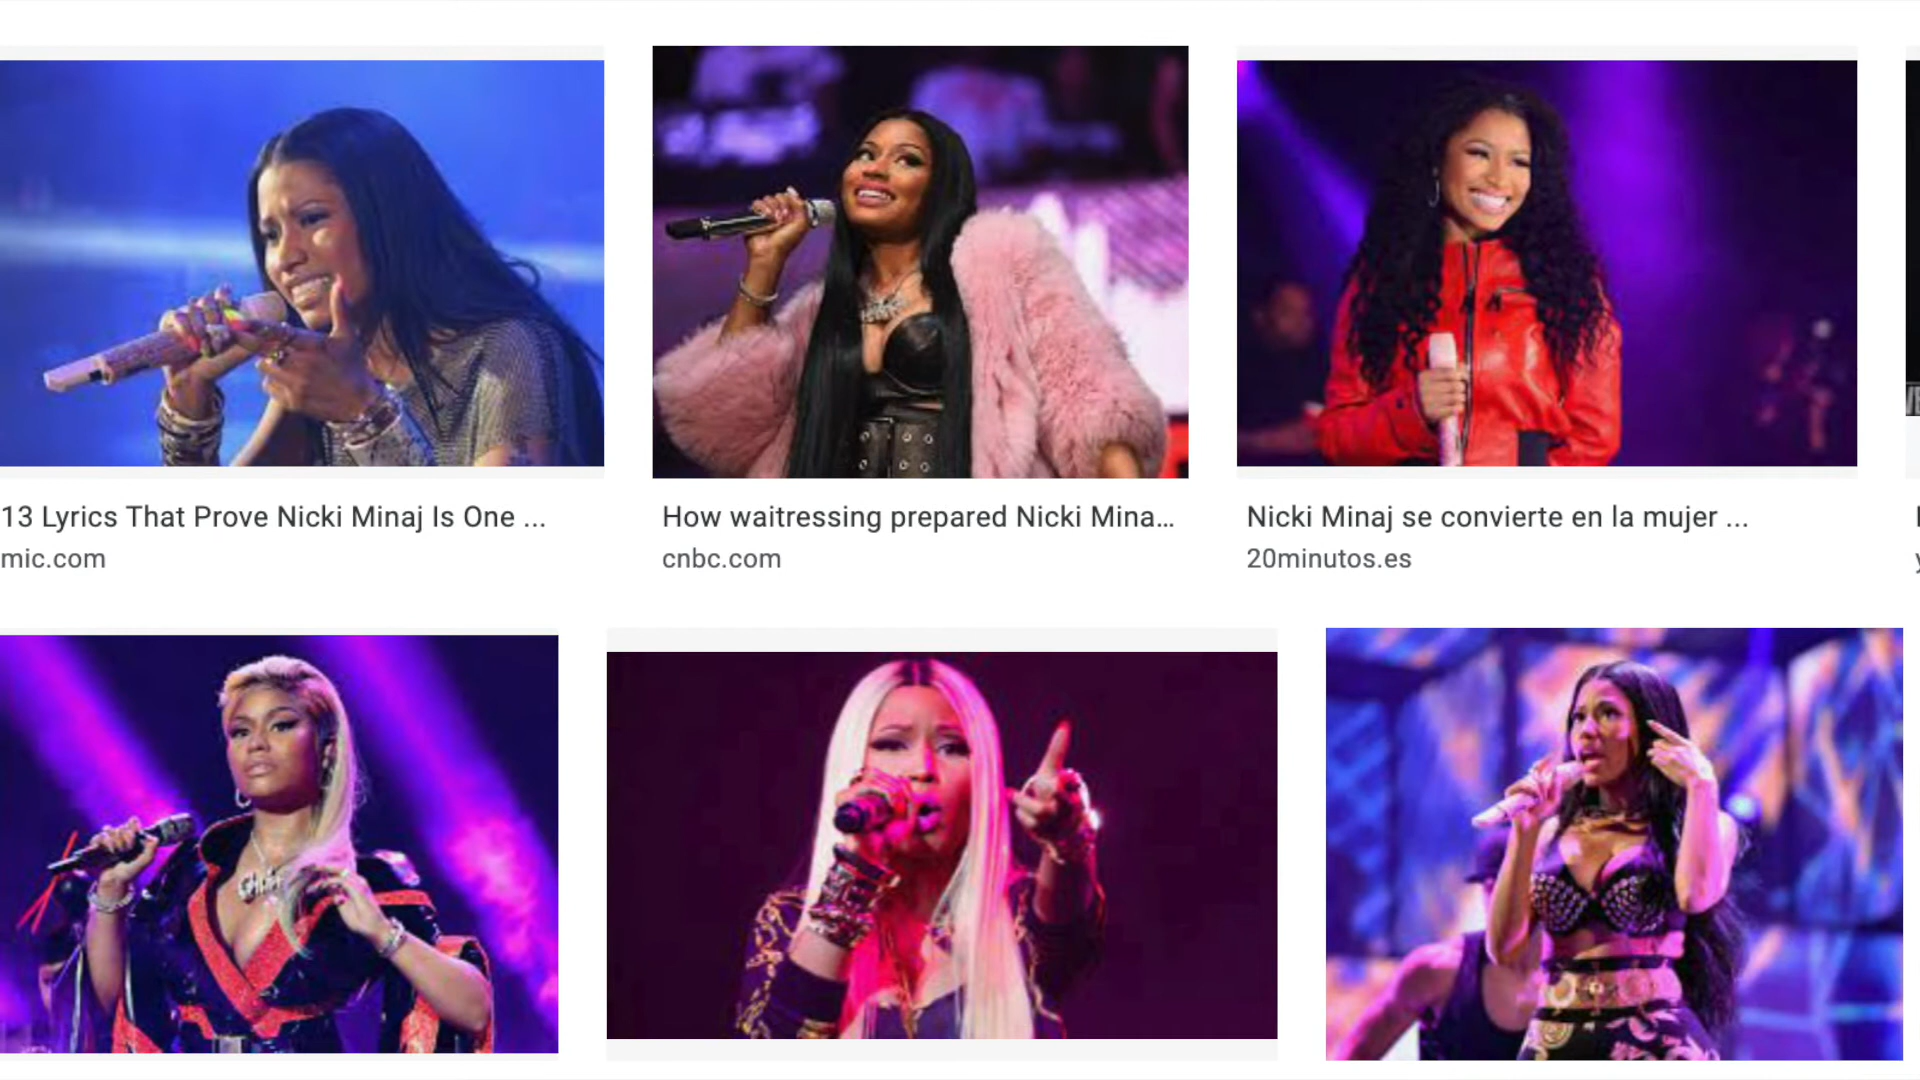 13 Lyrics That Prove Nicki Minaj Is One ...
mic.com
How waitressing prepared Nicki Mina...
cnbc.com
Nicki Minaj se convierte en la mujer ...
20minutos.es